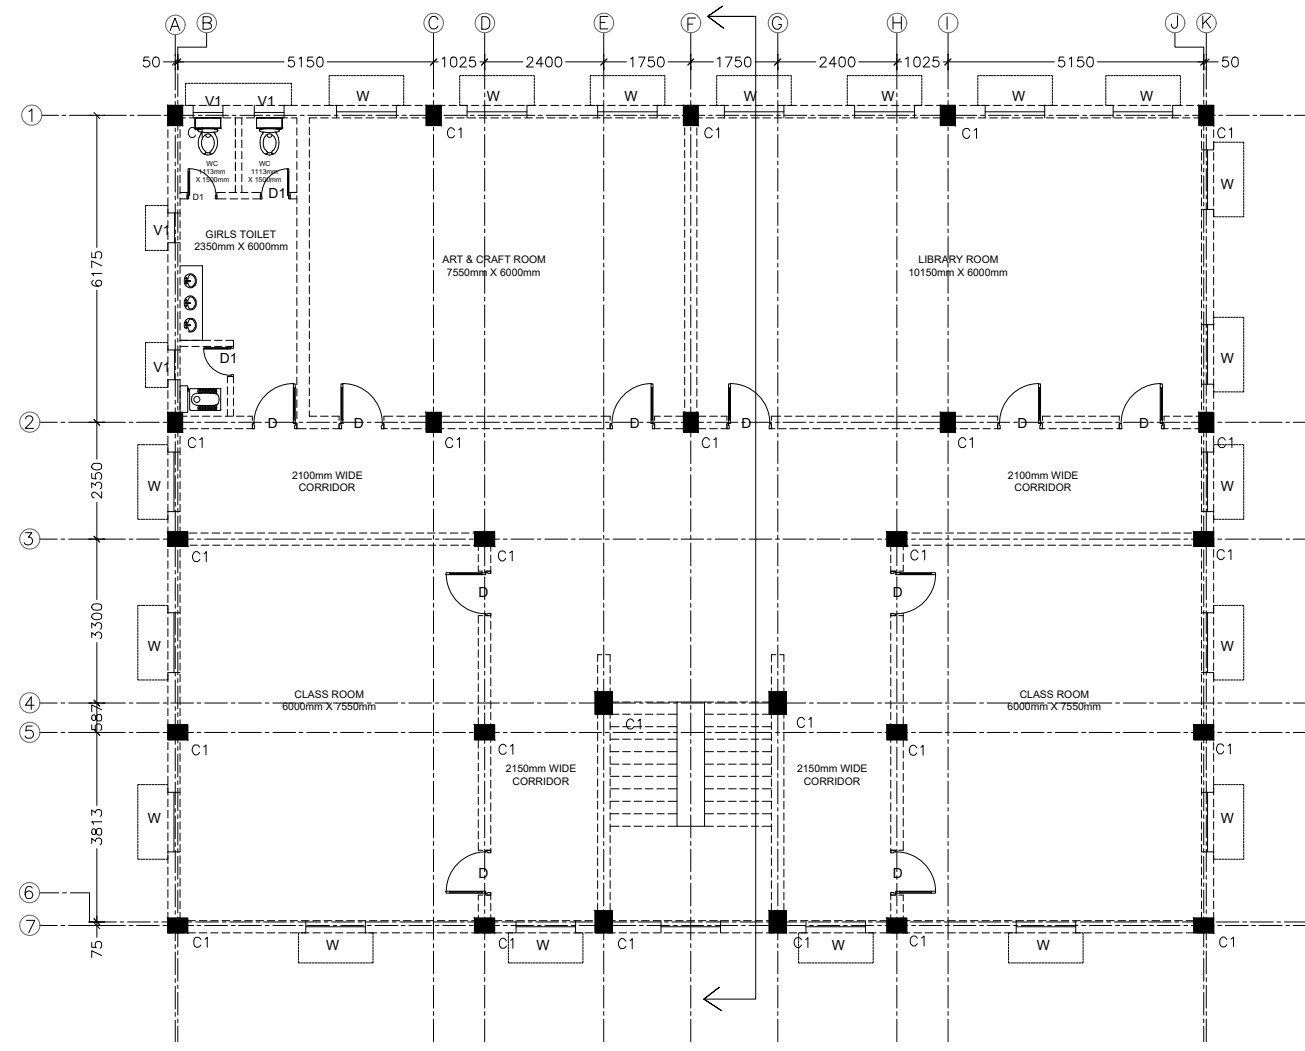 A B C D E F G H I J K
50 5150 1025 2400 1750 1750 2400 1025 5150 50
V1 V1 W W W W W W W
1
C1 C1 C1 C1
WC
1113mm
X 1500mm
WC
1113mm
X 1500mm
W
D1 D1
V1
GIRLS TOILET
2350mm X 6000mm
6175
ART & CRAFT ROOM
7550mm X 6000mm
LIBRARY ROOM
10150mm X 6000mm
V1
D1
W
2
D D D D D D
C1 C1 C1 C1 C1
2350
W
2100mm WIDE
CORRIDOR
2100mm WIDE
CORRIDOR
W
3
C1 C1 C1 C1
D D
3300
W W
CLASS ROOM
6000mm X 7550mm
CLASS ROOM
6000mm X 7550mm
4
587
C1 C1
5
C1 C1 C1 C1
2150mm WIDE
CORRIDOR
2150mm WIDE
CORRIDOR
3813
W W
D D
6
7
75
C1 C1 C1 C1 C1 C1
W W W W